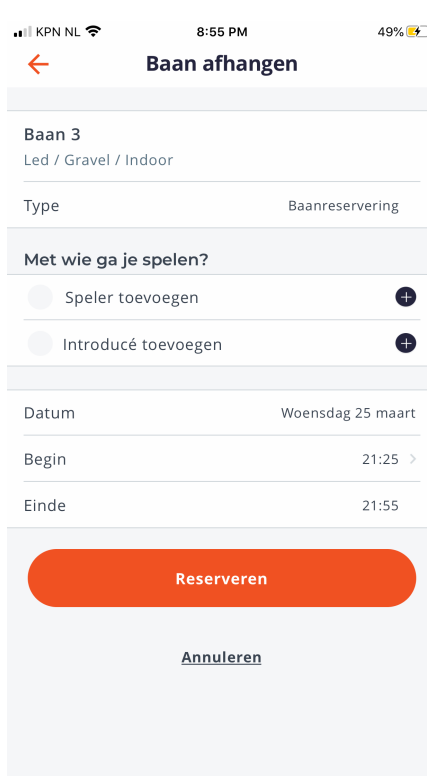 KPN NL 8:55 PM 49%
Baan afhangen
Baan 3
Led / Gravel / Indoor
Type Baanreservering
Met wie ga je spelen?
Speler toevoegen
Introducé toevoegen
Datum Woensdag 25 maart
Begin 21:25
Einde 21:55
Reserveren
Annuleren